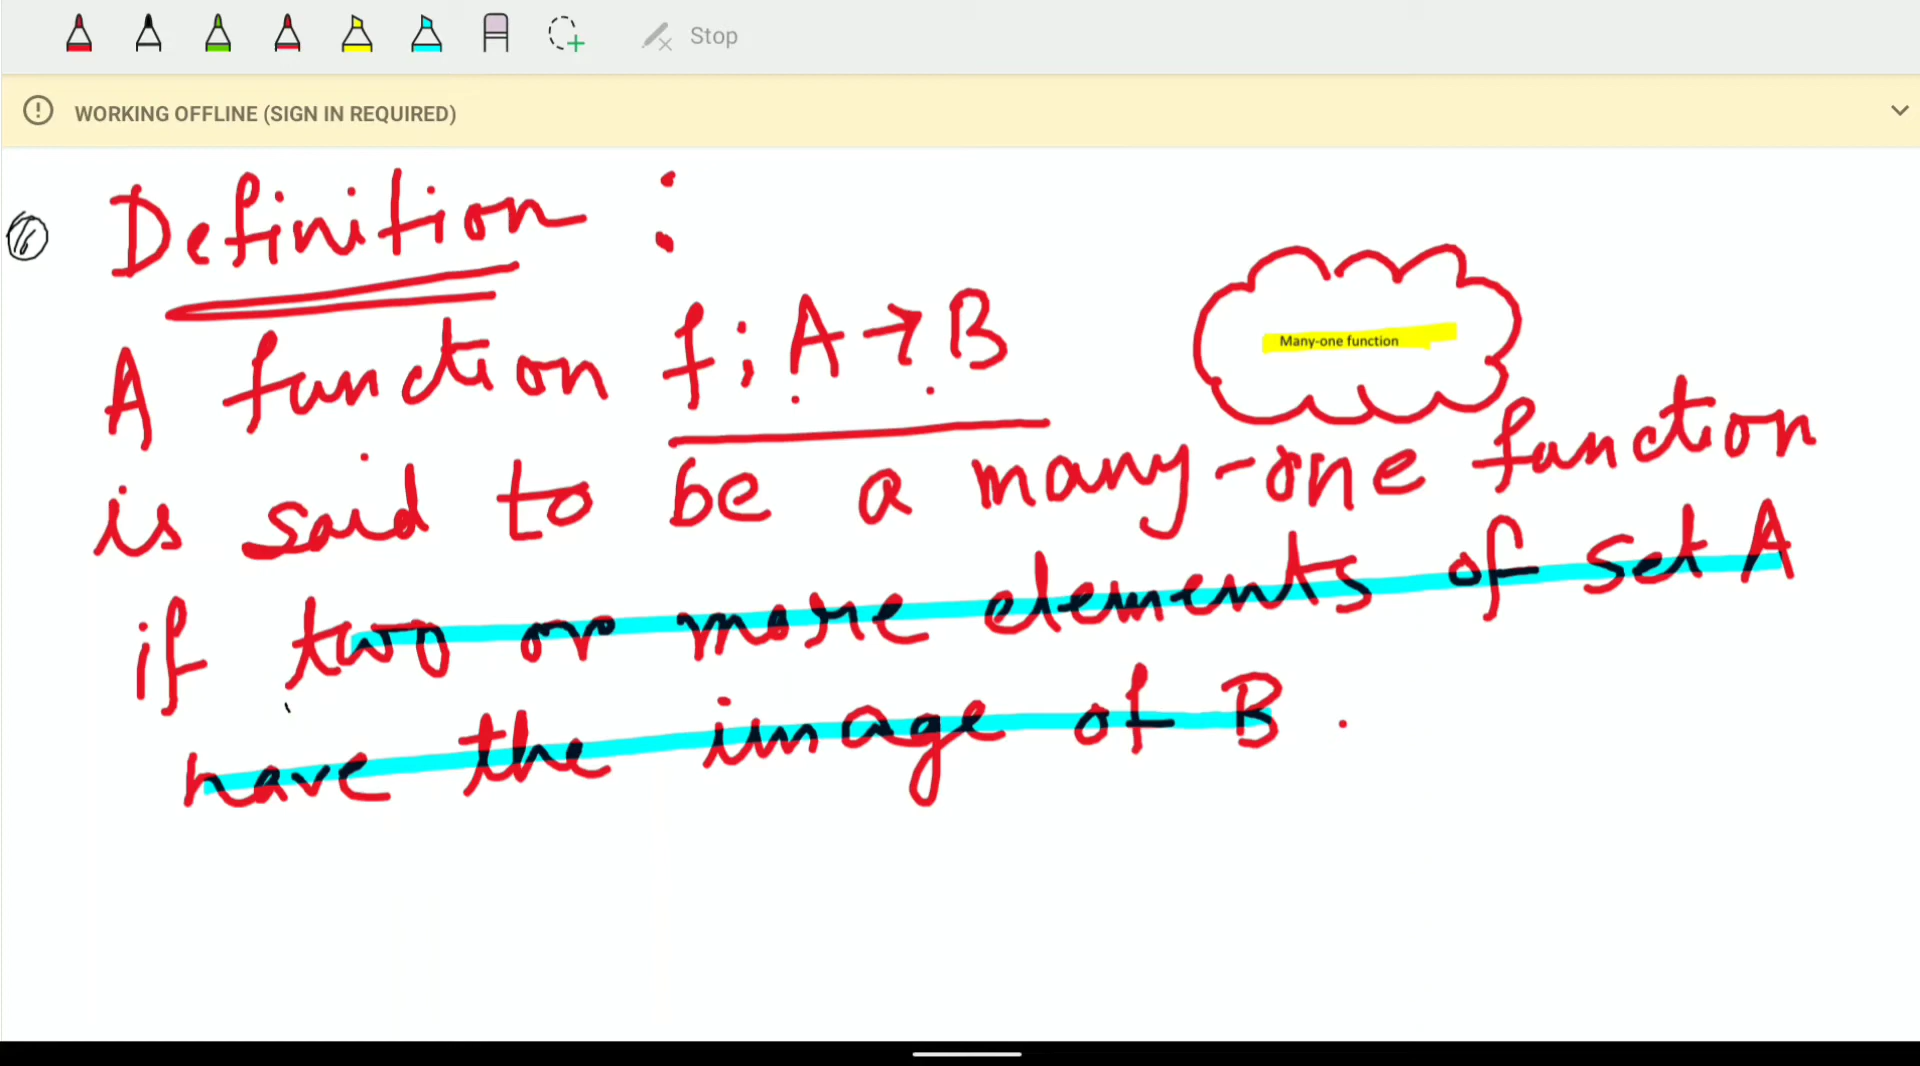 Stop
WORKING OFFLINE (SIGN IN REQUIRED)
Definition :
Many-one function
A function f ; A → B
is said to be a many-one function
if two or more elements of set A
have the image of B .